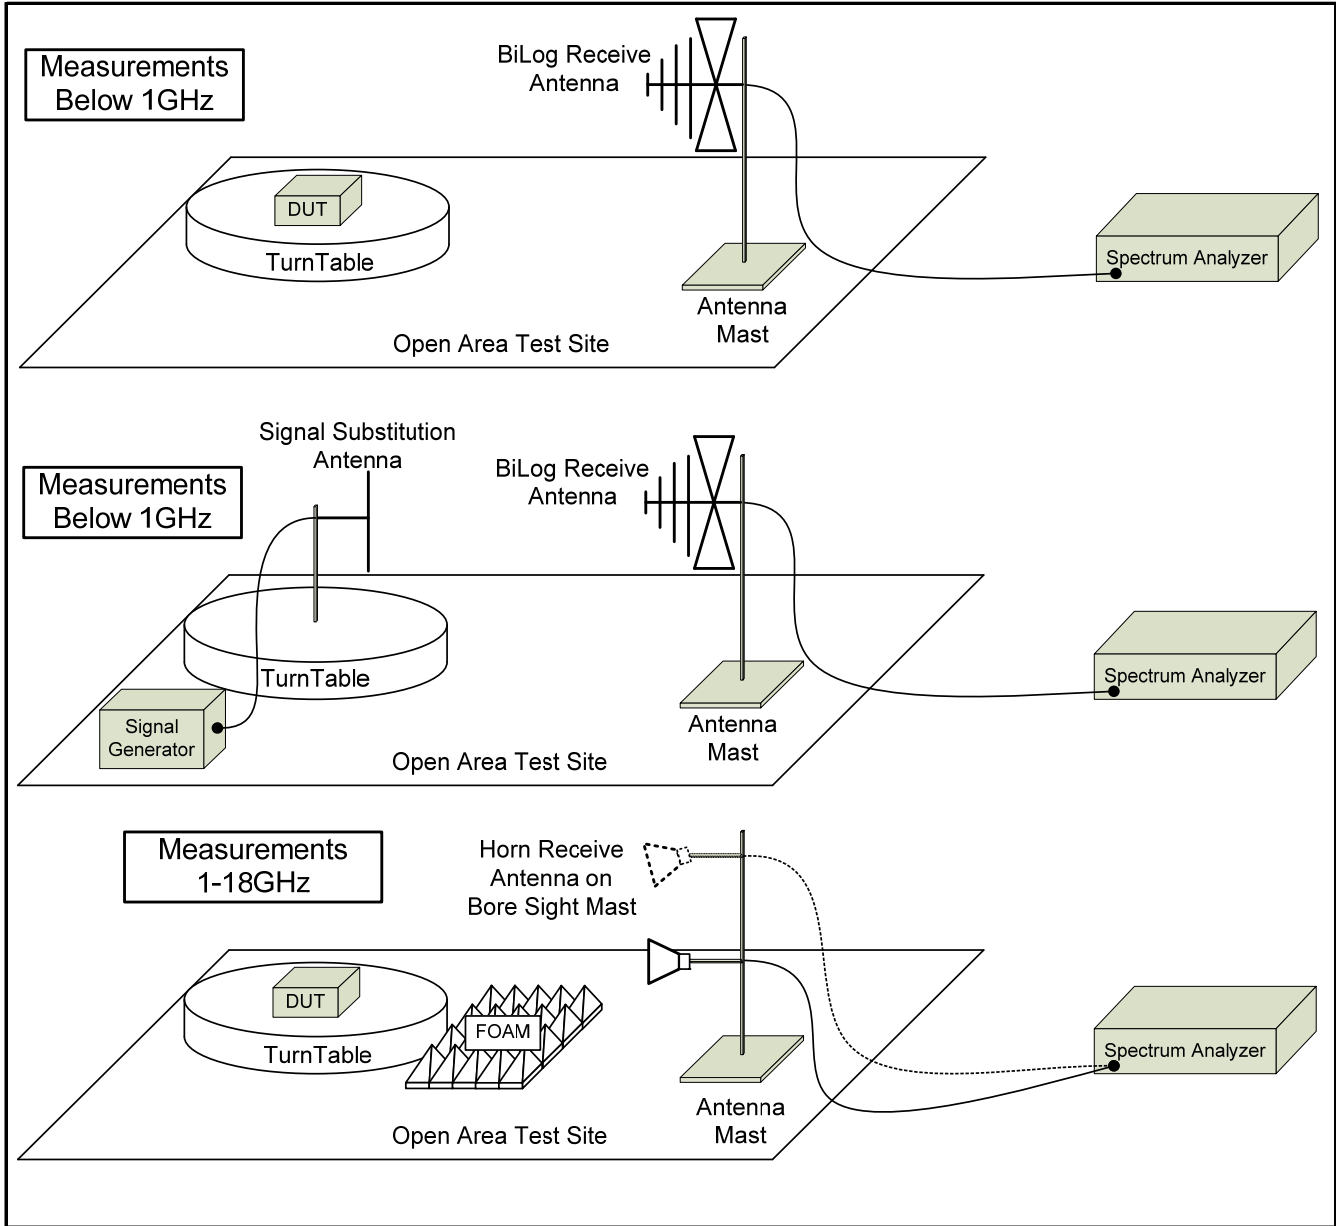 Measurements
Below 1GHz
BiLog Receive
Antenna
DUT
TurnTable
Spectrum Analyzer
Antenna
Mast
Open Area Test Site
Signal Substitution
Antenna
Measurements
Below 1GHz
BiLog Receive
Antenna
TurnTable
Spectrum Analyzer
Signal
Generator
Antenna
Mast
Open Area Test Site
Measurements
1-18GHz
Horn Receive
Antenna on
Bore Sight Mast
DUT
FOAM
TurnTable
Spectrum Analyzer
Antenna
Mast
Open Area Test Site